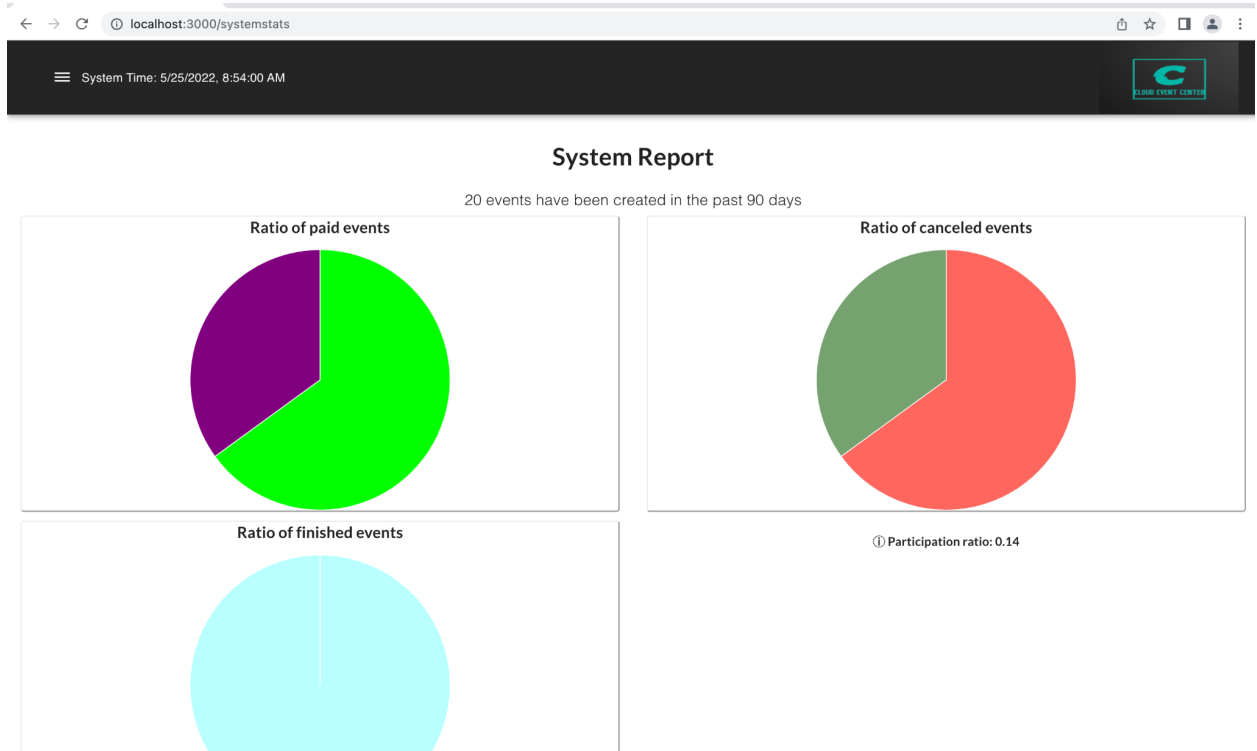 localhost:3000/systemstats
System Time: 5/25/2022, 8:54:00 AM
CLOUD EVENT CENTER
System Report
20 events have been created in the past 90 days
Ratio of paid events
Ratio of canceled events
Ratio of finished events
Participation ratio: 0.14